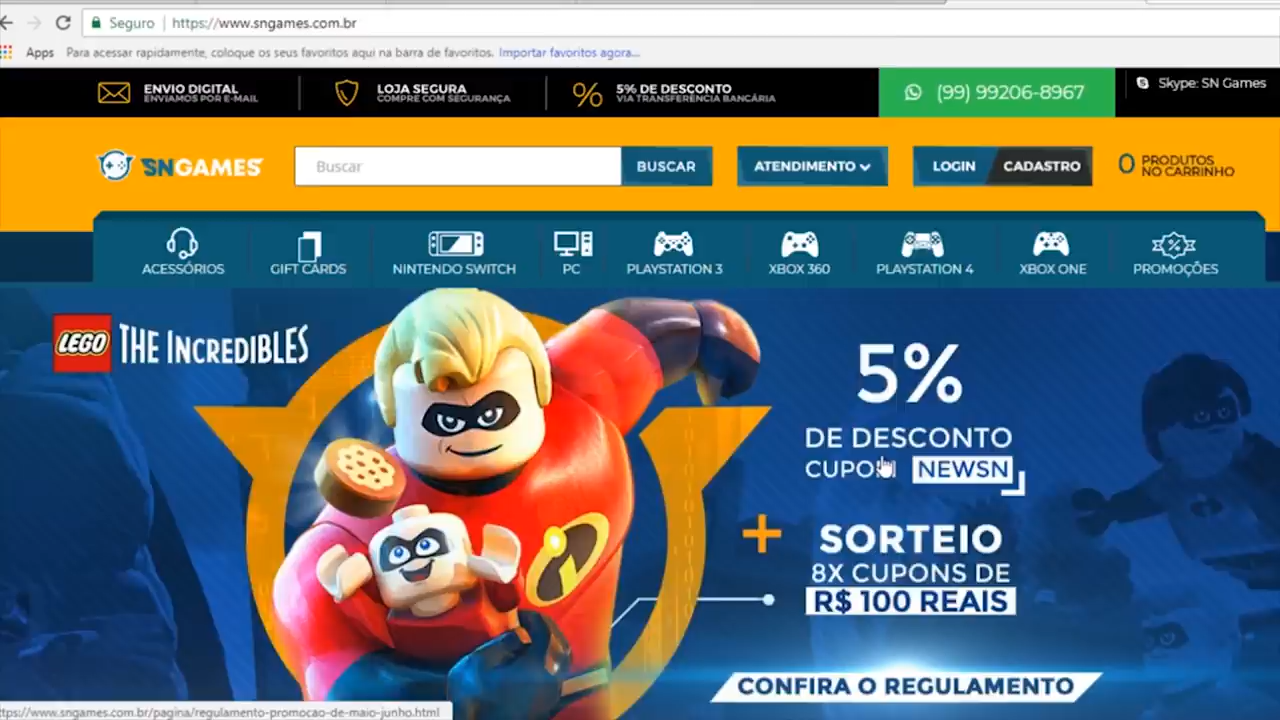 Seguro https://www.sngames.com.br
Apps Para acessar rapidamente, coloque os seus favoritos aqui na barra de favoritos. Importar favoritos agora...
ENVIO DIGITAL
ENVIAMOS POR E-MAIL
LOJA SEGURA
COMPRE COM SEGURANÇA
5% DE DESCONTO
VIA TRANSFERÊNCIA BANCÁRIA
(99) 99206-8967
Skype: SN Games
SNGAMES
Buscar
BUSCAR
ATENDIMENTO
LOGIN
CADASTRO
0 PRODUTOS
NO CARRINHO
ACESSÓRIOS
GIFT CARDS
NINTENDO SWITCH
PC
PLAYSTATION 3
XBOX 360
PLAYSTATION 4
XBOX ONE
PROMOÇÕES
LEGO THE INCREDIBLES
5%
DE DESCONTO
CUPOM NEWSN
+ SORTEIO
8X CUPONS DE
R$ 100 REAIS
CONFIRA O REGULAMENTO
ttps://www.sngames.com.br/pagina/regulamento-promocao-de-maio-junho.html